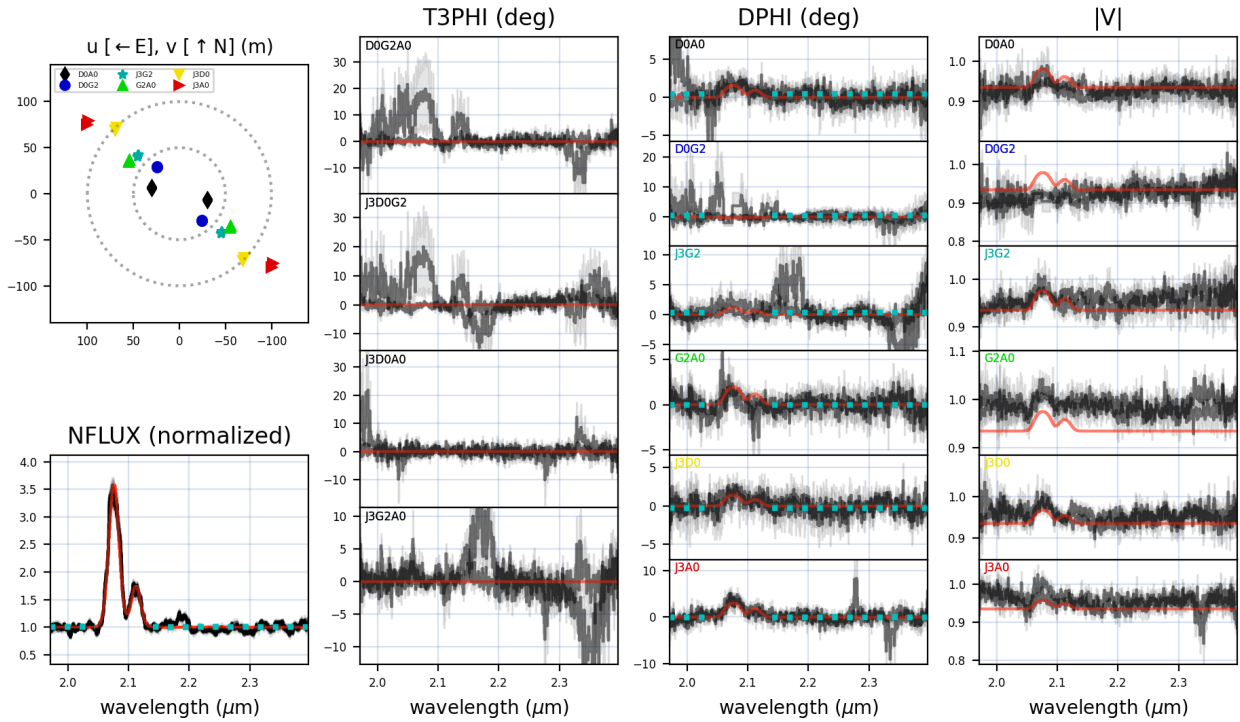 u [←E], v [↑N] (m)
D0A0 J3G2 J3D0
D0G2 G2A0 J3A0
100
50
0
−50
−100
100 50 0 −50 −100
NFLUX (normalized)
4.0
3.5
3.0
2.5
2.0
1.5
1.0
0.5
2.0 2.1 2.2 2.3
wavelength (μm)
T3PHI (deg)
D0G2A0
30
20
10
0
−10
J3D0G2
30
20
10
0
−10
J3D0A0
30
20
10
0
−10
J3G2A0
10
5
0
−5
−10
2.0 2.1 2.2 2.3
wavelength (μm)
DPHI (deg)
D0A0
5
0
−5
D0G2
20
10
0
J3G2
10
5
0
−5
G2A0
5
0
−5
J3D0
5
0
−5
J3A0
10
0
−10
2.0 2.1 2.2 2.3
wavelength (μm)
|V|
D0A0
1.0
0.9
D0G2
1.0
0.9
0.8
J3G2
1.0
0.9
G2A0
1.1
1.0
0.9
J3D0
1.0
0.9
J3A0
1.0
0.9
0.8
2.0 2.1 2.2 2.3
wavelength (μm)